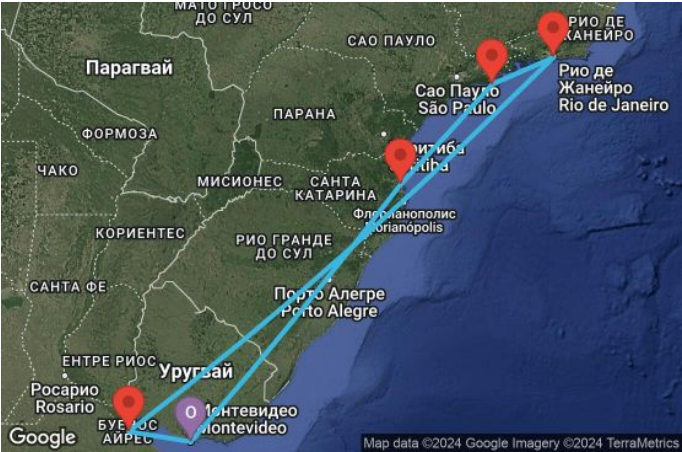 МАТО ГРОСО
ДО СУЛ
РИО ДЕ
ЖАНЕЙРО
САО ПАУЛО
Парагвай
Рио де
Жанейро
Rio de Janeiro
Сао Пауло
São Paulo
ПАРАНА
ФОРМОЗА
ЧАКО
МИСИОНЕС
САНТА
КАТАРИНА
Флорианополис
Florianópolis
КОРИЕНТЕС
РИО ГРАНДЕ
ДО СУЛ
САНТА ФЕ
Порто Алегре
Porto Alegre
ЕНТРЕ РИОС
Уругвай
Росарио
Rosario
О
Монтевидео
Montevideo
БУЕНОС
АЙРЕС
Google
Map data ©2024 Google Imagery ©2024 TerraMetrics